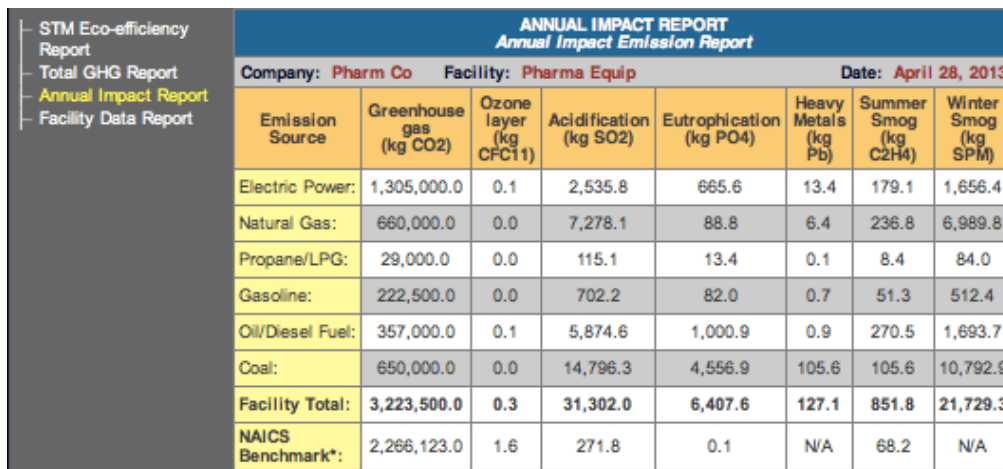 STM Eco-efficiency
Report
Total GHG Report
Annual Impact Report
Facility Data Report
ANNUAL IMPACT REPORT
Annual Impact Emission Report
Company: Pharm Co Facility: Pharma Equip Date: April 28, 2013
Emission Source Greenhouse gas (kg CO2) Ozone layer (kg CFC11) Acidification (kg SO2) Eutrophication (kg PO4) Heavy Metals (kg Pb) Summer Smog (kg C2H4) Winter Smog (kg SPM)
Electric Power: 1,305,000.0 0.1 2,535.8 665.6 13.4 179.1 1,656.4
Natural Gas: 660,000.0 0.0 7,278.1 88.8 6.4 236.8 6,989.8
Propane/LPG: 29,000.0 0.0 115.1 13.4 0.1 8.4 84.0
Gasoline: 222,500.0 0.0 702.2 82.0 0.7 51.3 512.4
Oil/Diesel Fuel: 357,000.0 0.1 5,874.6 1,000.9 0.9 270.5 1,693.7
Coal: 650,000.0 0.0 14,796.3 4,556.9 105.6 105.6 10,792.9
Facility Total: 3,223,500.0 0.3 31,302.0 6,407.6 127.1 851.8 21,729.3
NAICS Benchmark*: 2,266,123.0 1.6 271.8 0.1 N/A 68.2 N/A